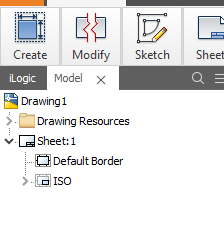 Create Modify Sketch Sheet
iLogic Model
Drawing1
Drawing Resources
Sheet:1
Default Border
ISO